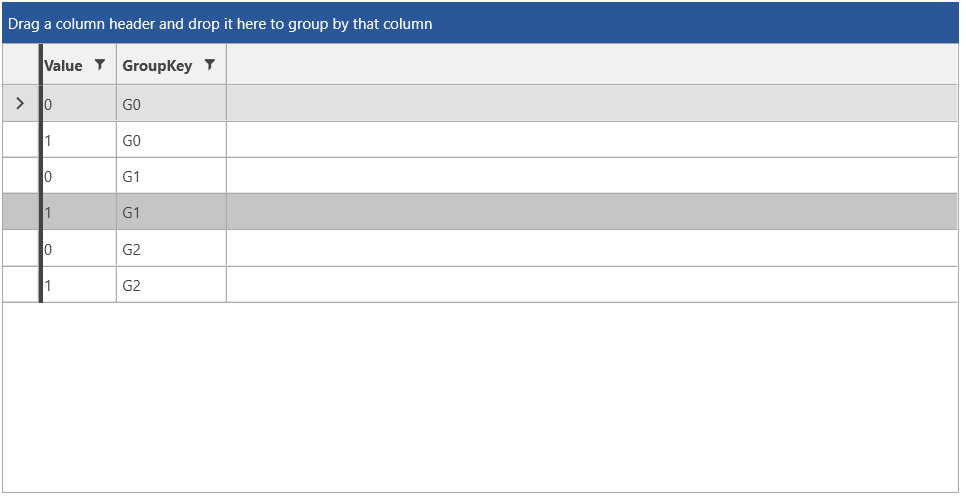 Drag a column header and drop it here to group by that column
Value GroupKey
0 G0
1 G0
0 G1
1 G1
0 G2
1 G2